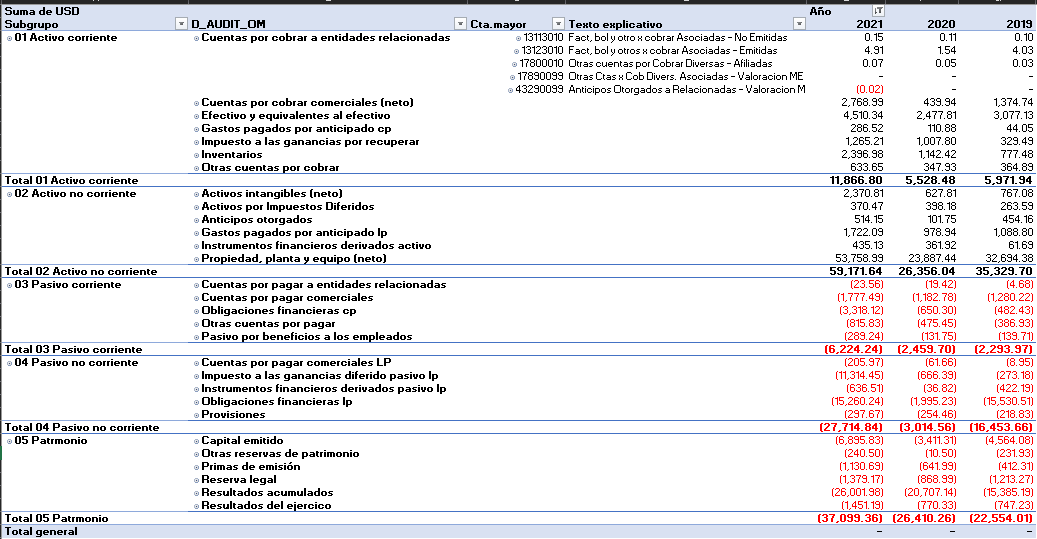 Suma de USD Año
Subgrupo D_AUDIT_OM Cta.mayor Texto explicativo 2021 2020 2019
01 Activo corriente Cuentas por cobrar a entidades relacionadas 13113010 Fact, bol y otro x cobrar Asociadas - No Emitidas 0.15 0.11 0.10
13123010 Fact, bol y otros x cobrar Asociadas - Emitidas 4.91 1.54 4.03
17800010 Otras cuentas por Cobrar Diversas - Afiliadas 0.07 0.05 0.03
17890099 Otras Ctas x Cob Divers. Asociadas - Valoracion ME - - -
43290099 Anticipos Otorgados a Relacionadas - Valoracion M (0.02) - -
Cuentas por cobrar comerciales (neto) 2,768.99 439.94 1,374.74
Efectivo y equivalentes al efectivo 4,510.34 2,477.81 3,077.13
Gastos pagados por anticipado cp 286.52 110.88 44.05
Impuesto a las ganancias por recuperar 1,265.21 1,007.80 329.49
Inventarios 2,396.98 1,142.42 777.48
Otras cuentas por cobrar 633.65 347.93 364.89
Total 01 Activo corriente 11,866.80 5,528.48 5,971.94
02 Activo no corriente Activos intangibles (neto) 2,370.81 627.81 767.08
Activos por Impuestos Diferidos 370.47 398.18 263.59
Anticipos otorgados 514.15 101.75 454.16
Gastos pagados por anticipado lp 1,722.09 978.94 1,088.80
Instrumentos financieros derivados activo 435.13 361.92 61.69
Propiedad, planta y equipo (neto) 53,758.99 23,887.44 32,694.38
Total 02 Activo no corriente 59,171.64 26,356.04 35,329.70
03 Pasivo corriente Cuentas por pagar a entidades relacionadas (23.56) (19.42) (4.68)
Cuentas por pagar comerciales (1,777.49) (1,182.78) (1,280.22)
Obligaciones financieras cp (3,318.12) (650.30) (482.43)
Otras cuentas por pagar (815.83) (475.45) (386.93)
Pasivo por beneficios a los empleados (289.24) (131.75) (139.71)
Total 03 Pasivo corriente (6,224.24) (2,459.70) (2,293.97)
04 Pasivo no corriente Cuentas por pagar comerciales LP (205.97) (61.66) (8.95)
Impuesto a las ganancias diferido pasivo lp (11,314.45) (666.39) (273.18)
Instrumentos financieros derivados pasivo lp (636.51) (36.82) (422.19)
Obligaciones financieras lp (15,260.24) (1,995.23) (15,530.51)
Provisiones (297.67) (254.46) (218.83)
Total 04 Pasivo no corriente (27,714.84) (3,014.56) (16,453.66)
05 Patrmonio Capital emitido (6,895.83) (3,411.31) (4,564.08)
Otras reservas de patrimonio (240.50) (10.50) (231.93)
Primas de emisión (1,130.69) (641.99) (412.31)
Reserva legal (1,379.17) (868.99) (1,213.27)
Resultados acumulados (26,001.98) (20,707.14) (15,385.19)
Resultados del ejercico (1,451.19) (770.33) (747.23)
Total 05 Patrmonio (37,099.36) (26,410.26) (22,554.01)
Total general - - -